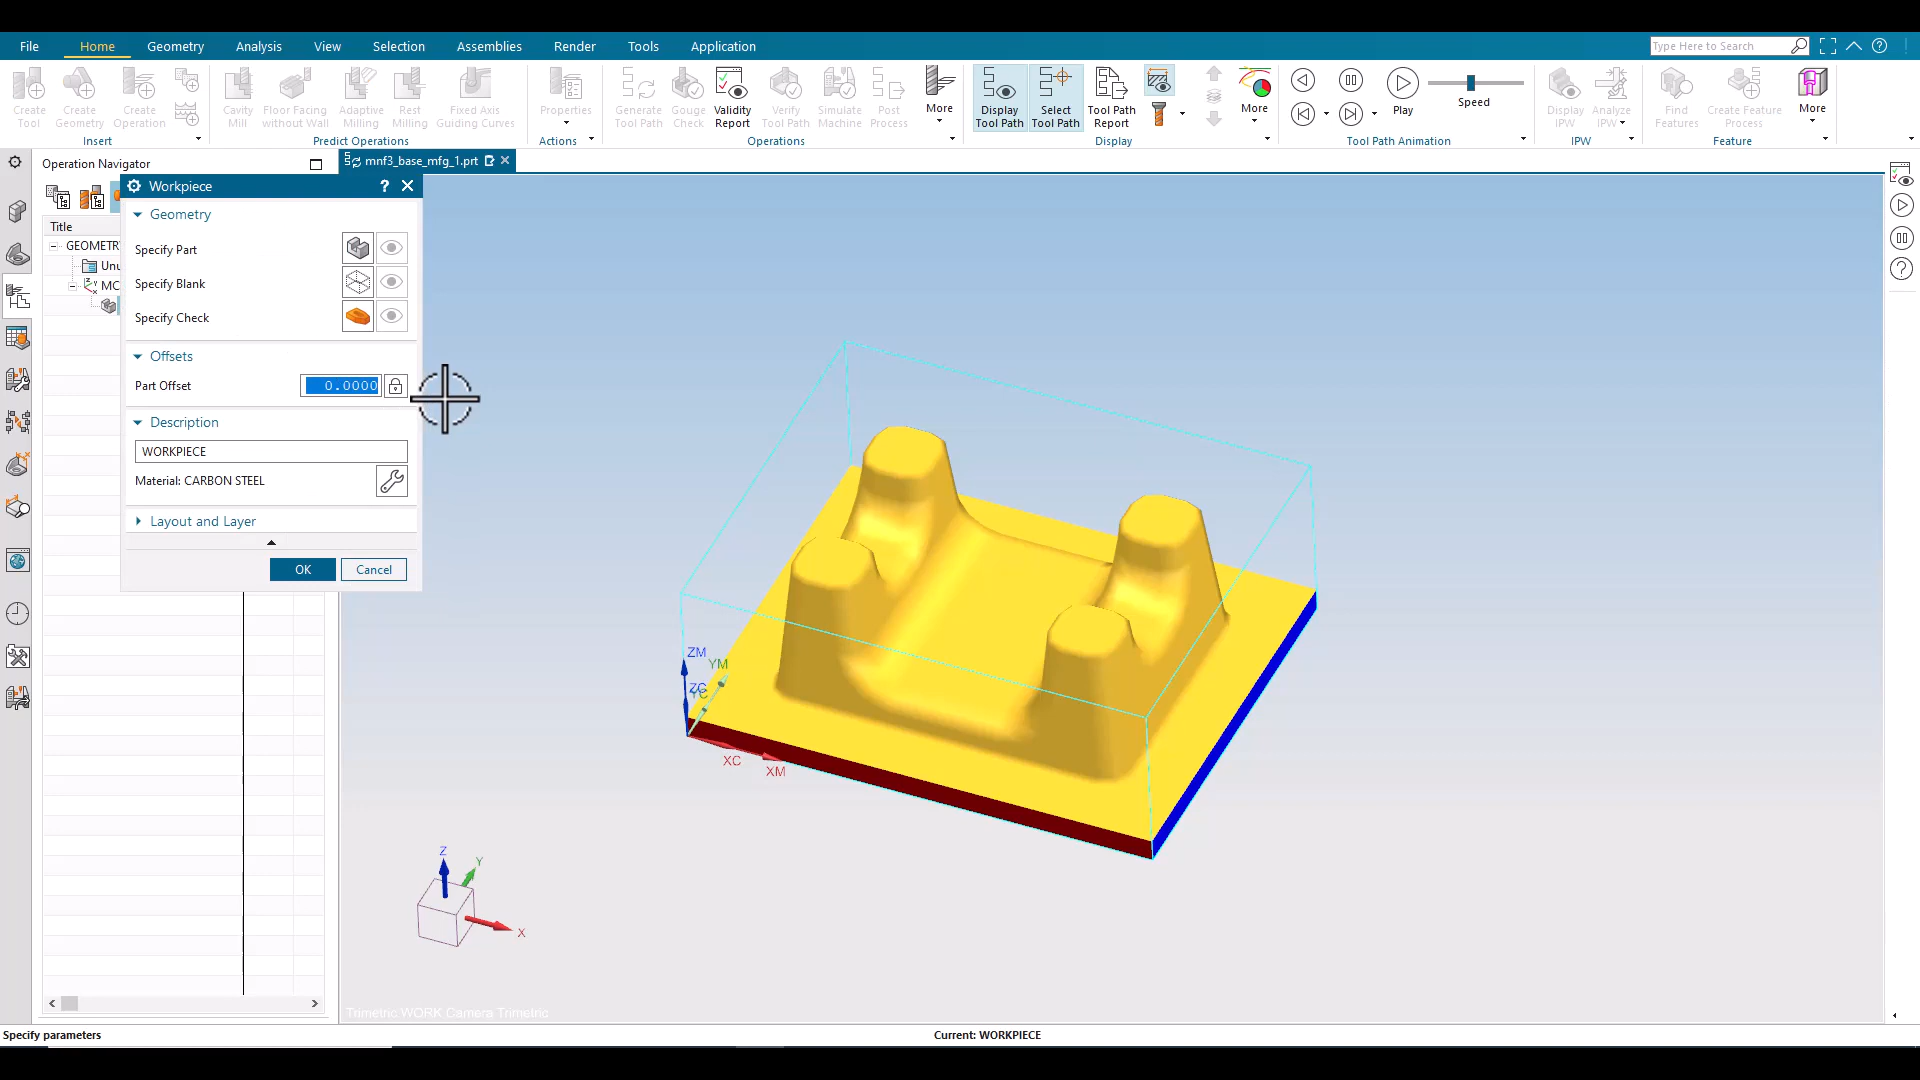 File Home Geometry Analysis View Selection Assemblies Render Tools Application Type Here to Search
Create Tool
Create Geometry
Create Operation
Cavity Mill
Floor Facing without Wall
Adaptive Milling
Rest Milling
Fixed Axis Guiding Curves
Properties
Generate Tool Path
Gouge Check
Validity Report
Verify Tool Path
Simulate Machine
Post Process
More
Display Tool Path
Select Tool Path
Tool Path Report
More
Play
Speed
Display IPW
Analyze IPW
Find Features
Create Feature Process
More
Insert Predict Operations Actions Operations Display Tool Path Animation IPW Feature
Operation Navigator
mnf3_base_mfg_1.prt
Workpiece
Title
GEOMETR
Unu
MC
Geometry
Specify Part
Specify Blank
Specify Check
Offsets
Part Offset 0.0000
Description
WORKPIECE
Material: CARBON STEEL
Layout and Layer
OK Cancel
ZM
YM
ZC
YC
XC
XM
Z
Y
X
Trimetric WORK Camera Trimetric
Specify parameters
Current: WORKPIECE